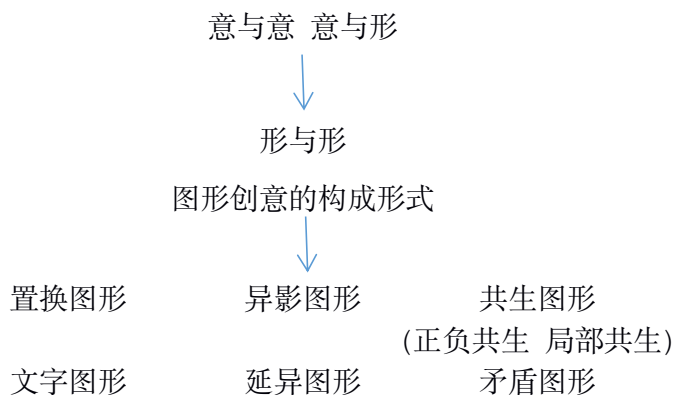 意与意 意与形
形与形
图形创意的构成形式
置换图形 异影图形 共生图形
(正负共生 局部共生)
文字图形 延异图形 矛盾图形